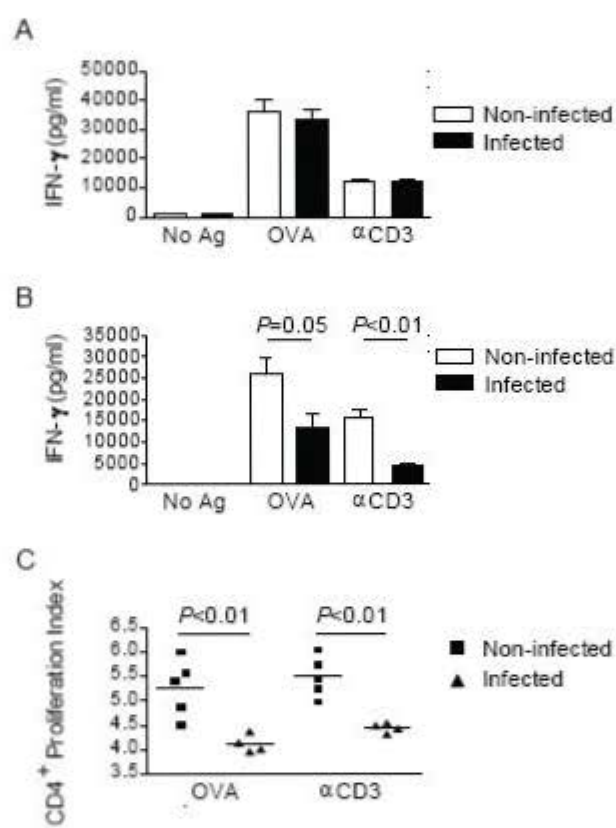 A
IFN-γ (pg/ml)
50000
40000
30000
20000
10000
0
No Ag OVA αCD3
Non-infected
Infected
B
IFN-γ (pg/ml)
35000
30000
25000
20000
15000
10000
5000
0
P=0.05 P<0.01
No Ag OVA αCD3
Non-infected
Infected
C
CD4+ Proliferation Index
6.5
6.0
5.5
5.0
4.5
4.0
3.5
P<0.01 P<0.01
OVA αCD3
Non-infected
Infected